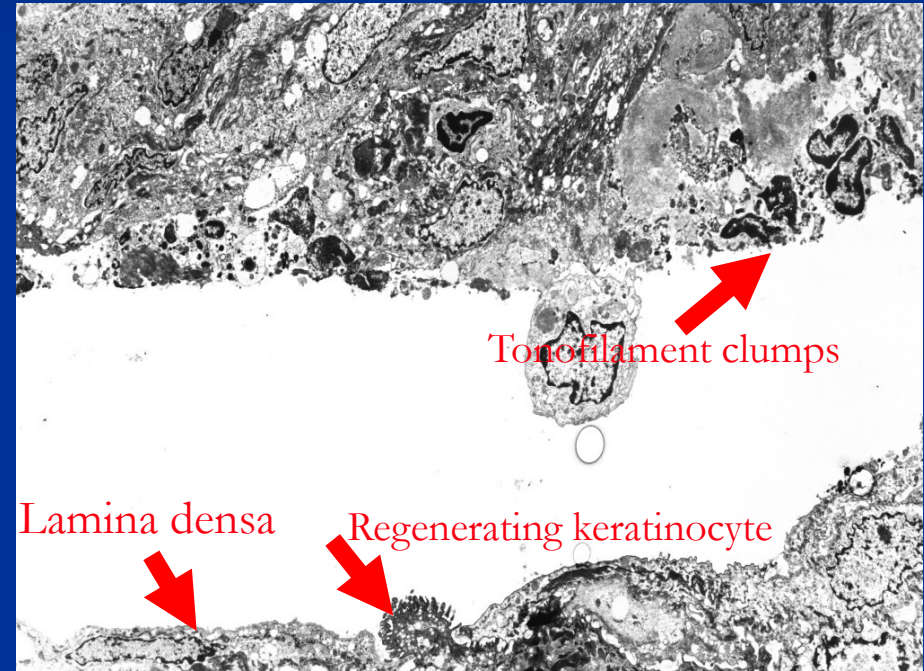 Tonofilament clumps
Lamina densa
Regenerating keratinocyte